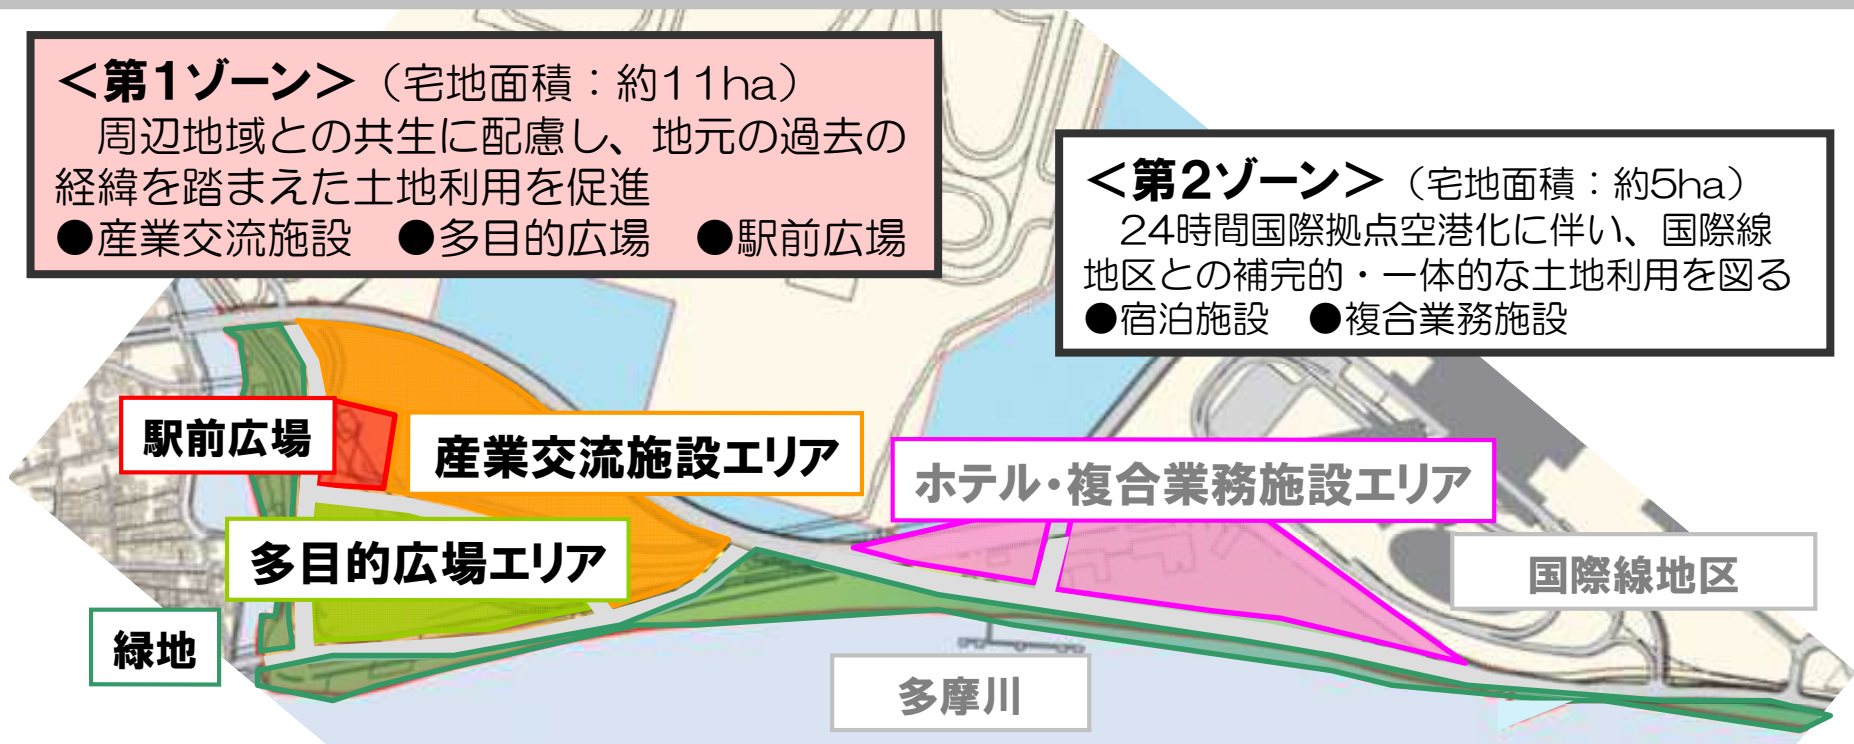 ＜第1ゾーン＞（宅地面積：約11ha）
周辺地域との共生に配慮し、地元の過去の
経緯を踏まえた土地利用を促進
●産業交流施設　●多目的広場　●駅前広場
＜第2ゾーン＞（宅地面積：約5ha）
24時間国際拠点空港化に伴い、国際線
地区との補完的・一体的な土地利用を図る
●宿泊施設　●複合業務施設
駅前広場
産業交流施設エリア
ホテル・複合業務施設エリア
多目的広場エリア
国際線地区
緑地
多摩川